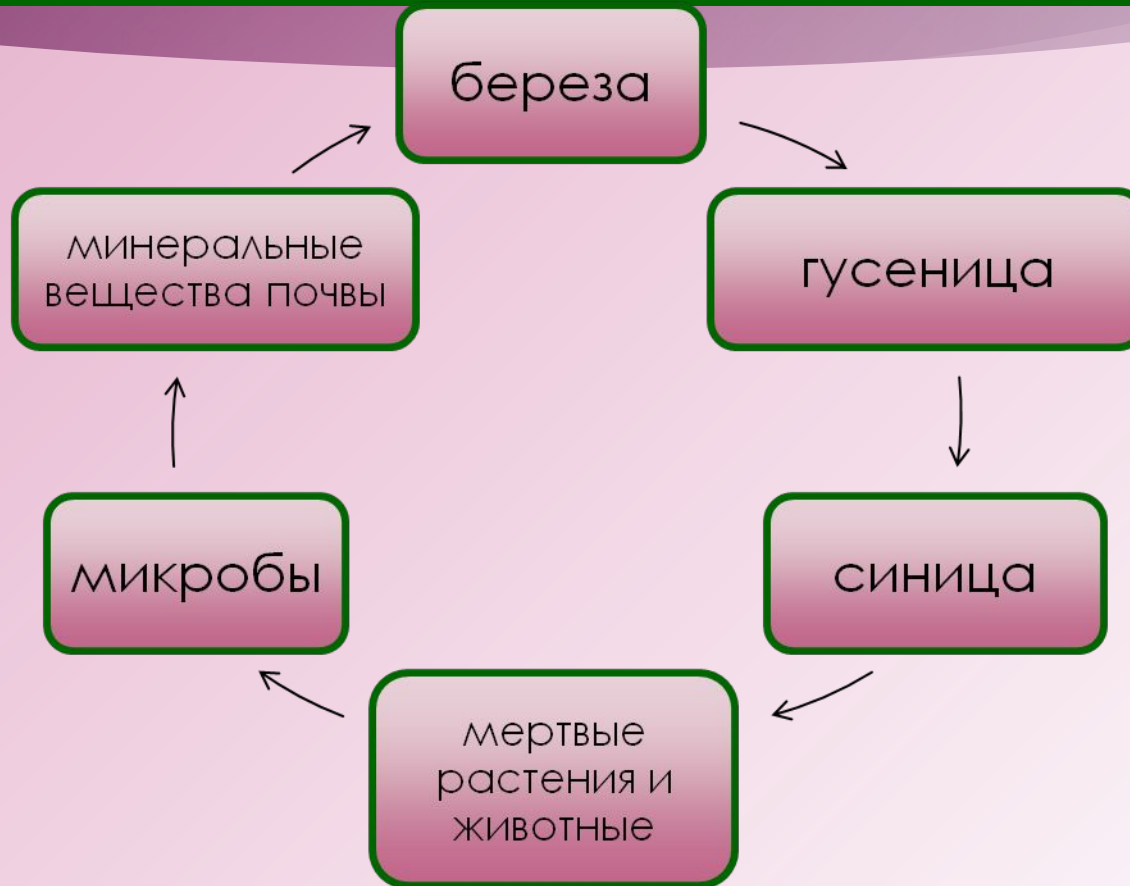 береза
гусеница
синица
мертвые
растения и
животные
микробы
минеральные
вещества почвы